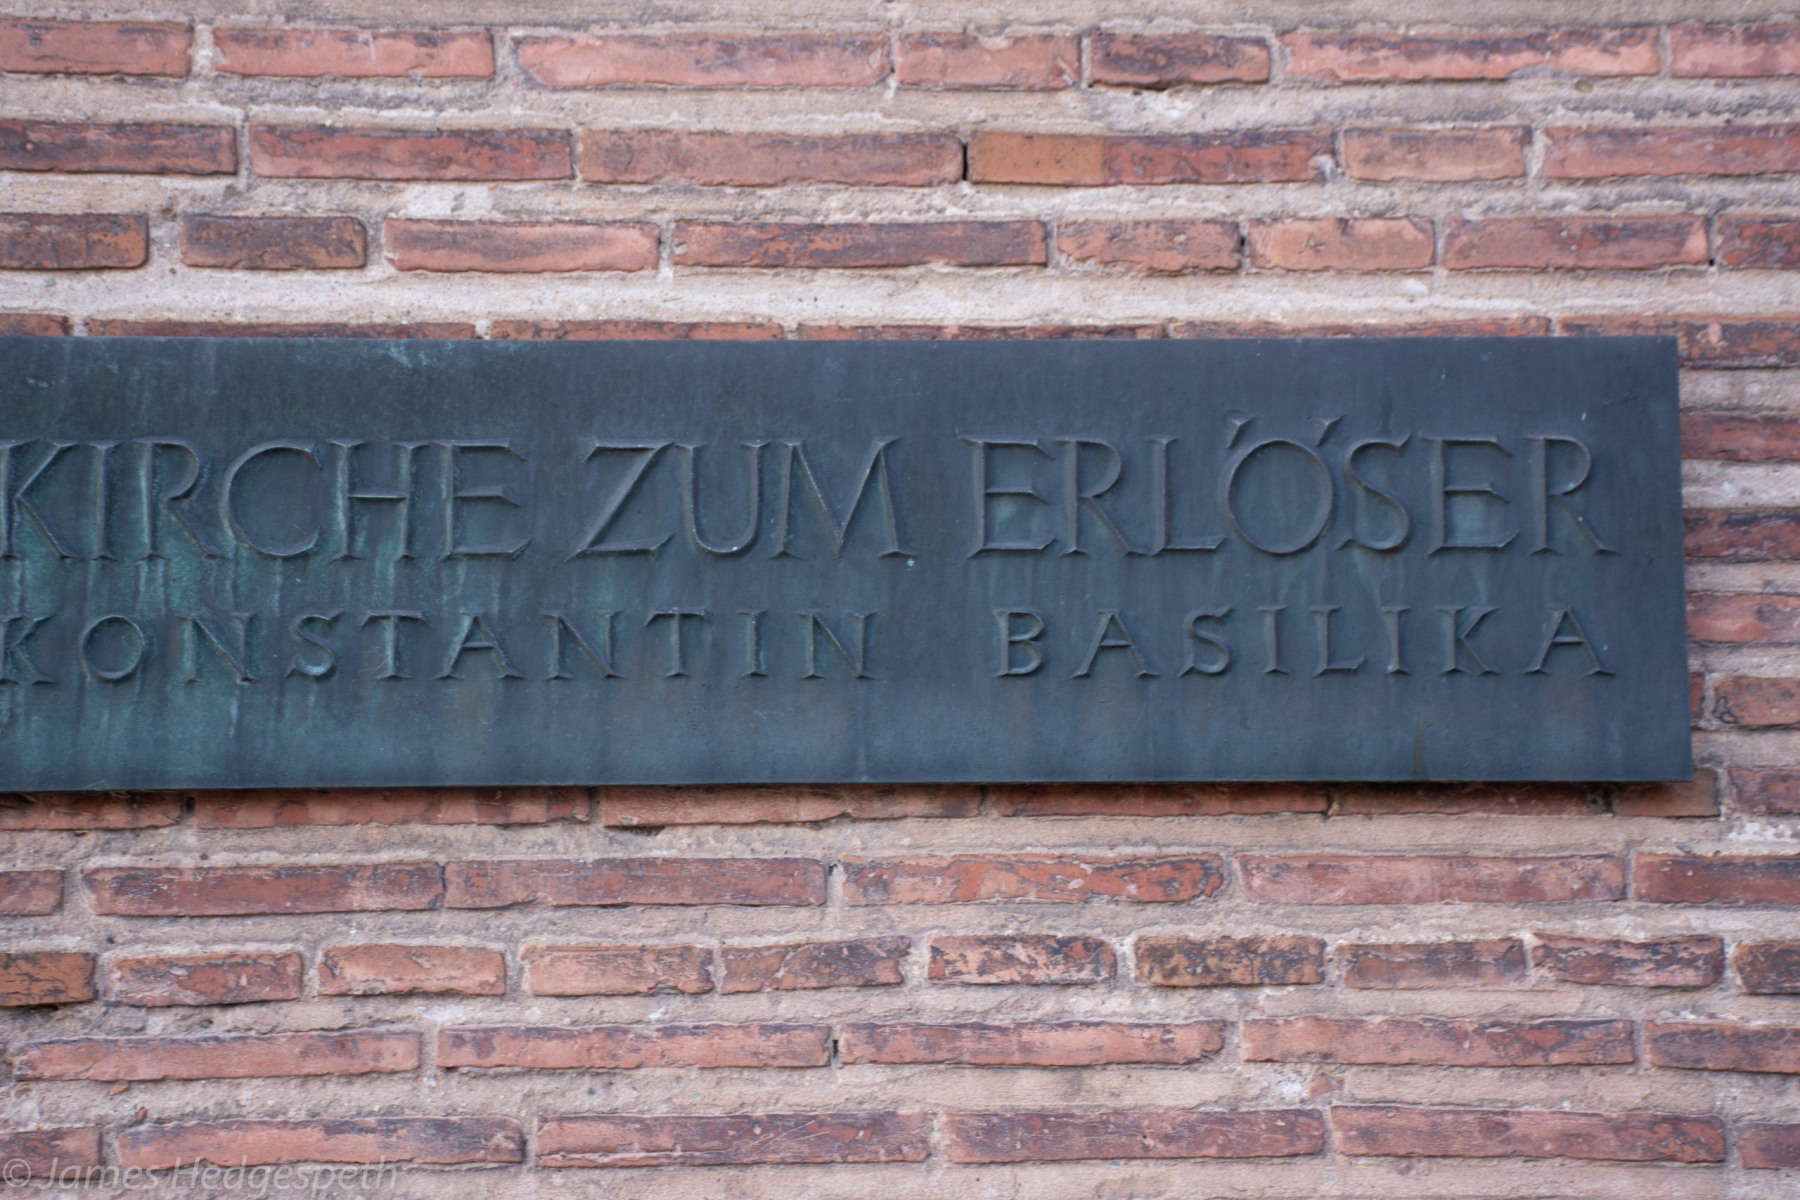 KIRCHE ZUM ERLÖSER
KONSTANTIN BASILIKA
© James Hedgespeth